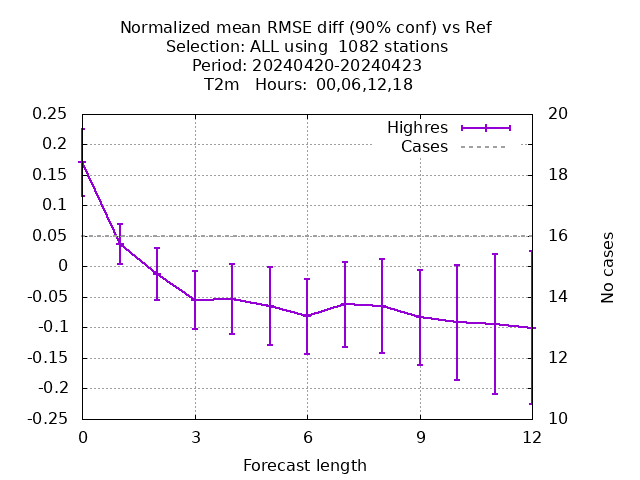 Normalized mean RMSE diff (90% conf) vs Ref
Selection: ALL using  1082 stations
Period: 20240420-20240423
T2m   Hours:  00,06,12,18
Highres
Cases
0.25
0.2
0.15
0.1
0.05
0
-0.05
-0.1
-0.15
-0.2
-0.25
20
18
16
14
12
10
No cases
0 3 6 9 12
Forecast length